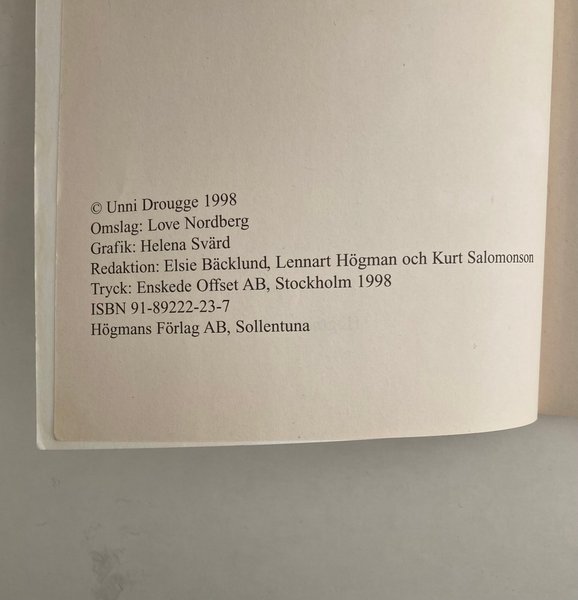 © Unni Drougge 1998
Omslag: Love Nordberg
Grafik: Helena Svärd
Redaktion: Elsie Bäcklund, Lennart Högman och Kurt Salomonson
Tryck: Enskede Offset AB, Stockholm 1998
ISBN 91-89222-23-7
Högmans Förlag AB, Sollentuna